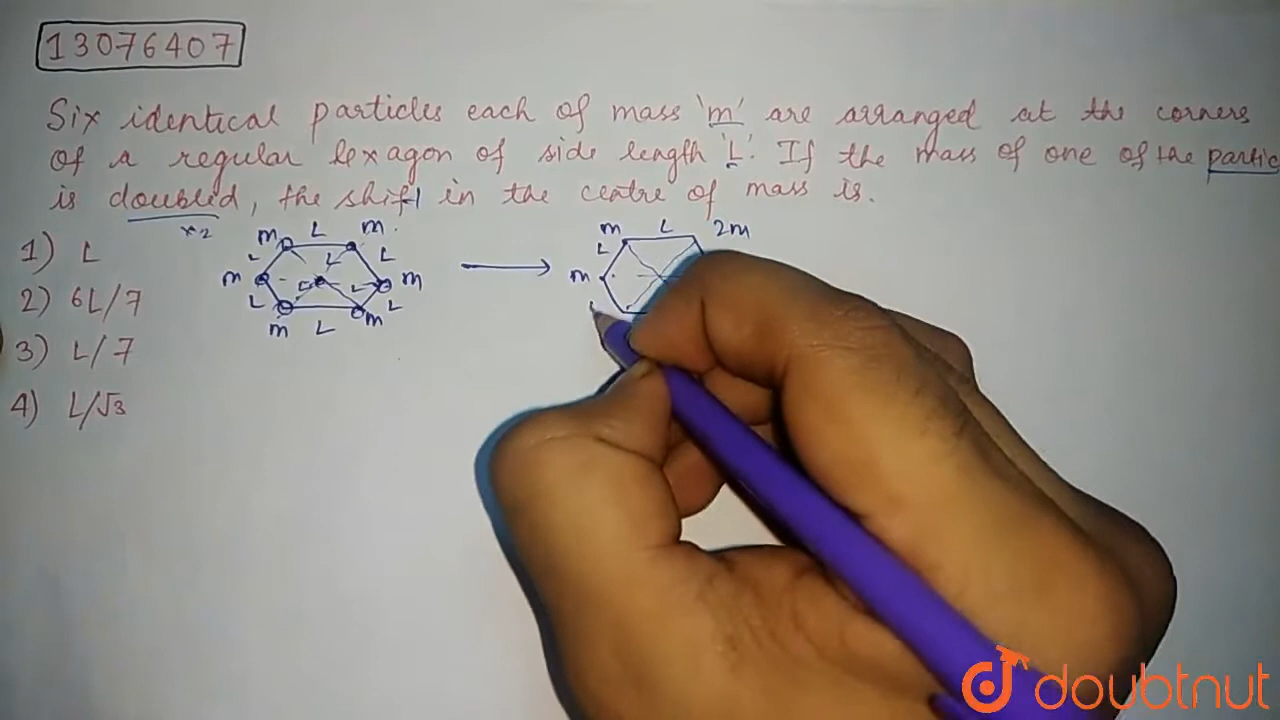 13076407
Six identical particles each of mass 'm' are arranged at the corners
of a regular hexagon of side length 'L'. If the mass of one of the partic
is doubled, the shift in the centre of mass is.
x2
1) L
2) 6L/7
3) L/7
4) L/√3
m L m.
L L L
m L L m
L L
m L m
m L 2m
L
m
doubtnut